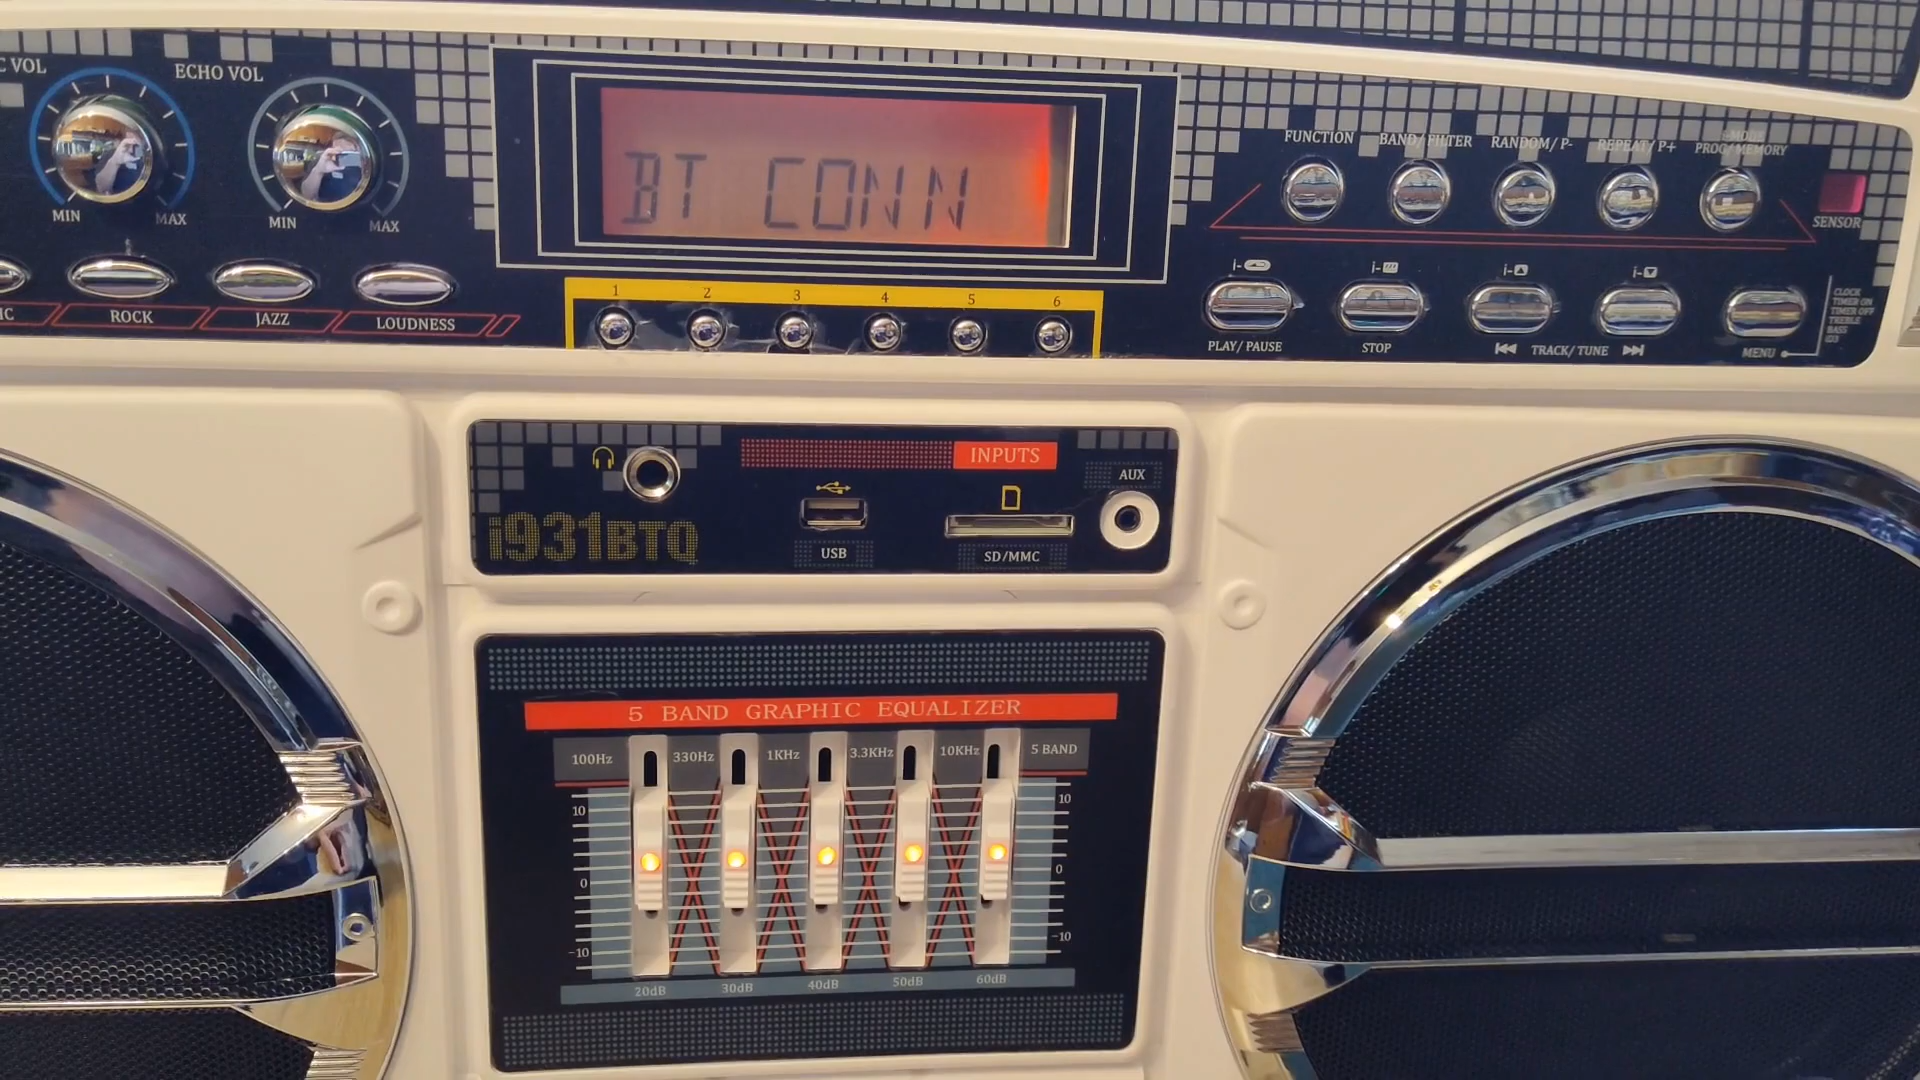 C VOL
ECHO VOL
BT CONN
FUNCTION
BAND/ FILTER
RANDOM/ P-
REPEAT/ P+
i-MODE
PROG/ MEMORY
MIN
MAX
MIN
MAX
SENSOR
IC
ROCK
JAZZ
LOUDNESS
1
2
3
4
5
6
i-
i-
i-
i-
PLAY/ PAUSE
STOP
TRACK/ TUNE
MENU
CLOCK
TIMER ON
TIMER OFF
TREBLE
BASS
INPUTS
AUX
i931BTQ
USB
SD/MMC
5 BAND GRAPHIC EQUALIZER
100Hz
330Hz
1KHz
3.3KHz
10KHz
5 BAND
10
10
0
0
-10
-10
20dB
30dB
40dB
50dB
60dB